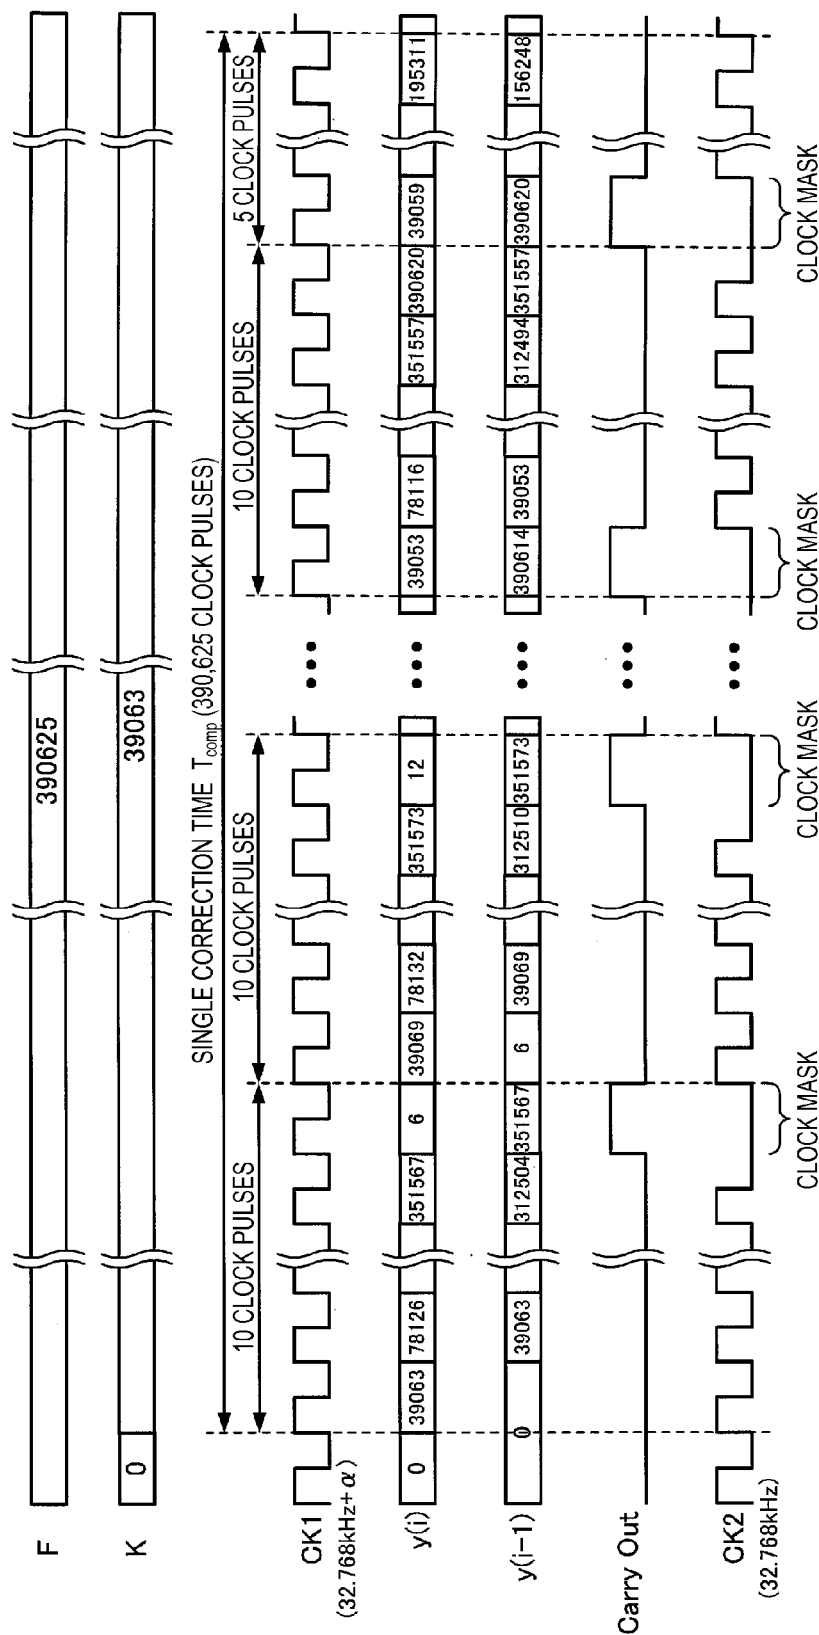 F
390625
K
0
39063
SINGLE CORRECTION TIME Tcomp (390,625 CLOCK PULSES)
10 CLOCK PULSES
10 CLOCK PULSES
10 CLOCK PULSES
5 CLOCK PULSES
CK1
(32.768kHz+α)
y(i)
0
39063
78126
351567
6
39069
78132
351573
12
39053
78116
351557
390620
39059
195311
y(i-1)
0
39063
312504
351567
6
39069
312510
351573
390614
39053
312494
351557
390620
156248
Carry Out
CK2
(32.768kHz)
CLOCK MASK
CLOCK MASK
CLOCK MASK
CLOCK MASK